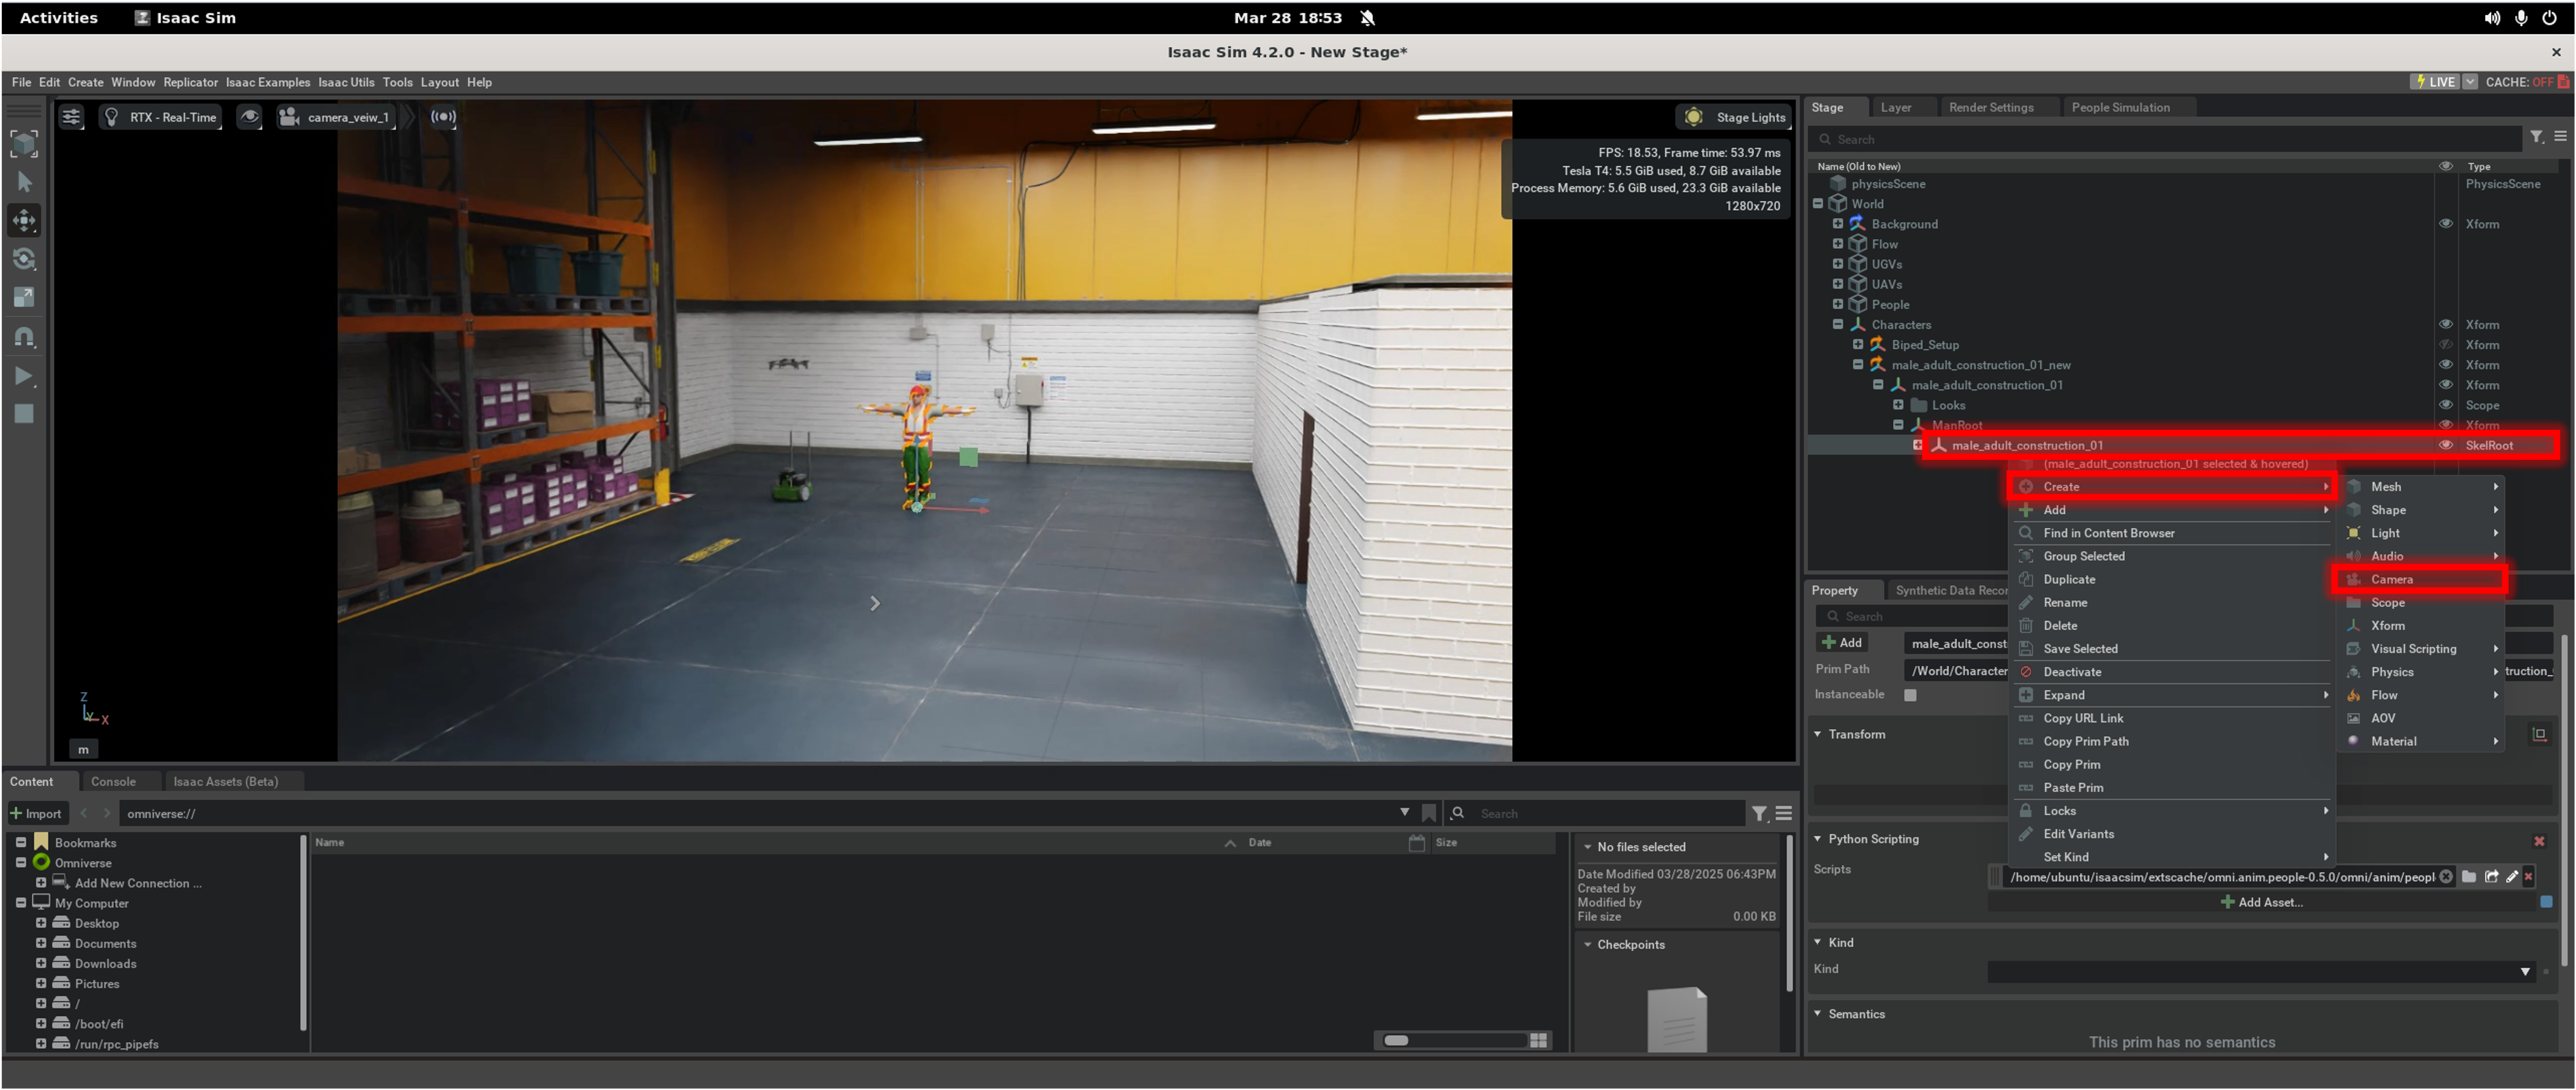 Activities Isaac Sim Mar 28 18:53
Isaac Sim 4.2.0 - New Stage*
File Edit Create Window Replicator Isaac Examples Isaac Utils Tools Layout Help LIVE CACHE: OFF
RTX - Real-Time camera_veiw_1 Stage Lights
FPS: 18.53, Frame time: 53.97 ms
Tesla T4: 5.5 GiB used, 8.7 GiB available
Process Memory: 5.6 GiB used, 23.3 GiB available
1280x720
Z
Y X
m
Stage Layer Render Settings People Simulation
Search
Name (Old to New) Type
physicsScene PhysicsScene
World
Background Xform
Flow
UGVs
UAVs
People
Characters Xform
Biped_Setup Xform
male_adult_construction_01_new Xform
male_adult_construction_01 Xform
Looks Scope
ManRoot Xform
male_adult_construction_01 SkelRoot
(male_adult_construction_01 selected & hovered)
Create
Add
Find in Content Browser
Group Selected
Duplicate
Rename
Delete
Save Selected
Deactivate
Expand
Copy URL Link
Copy Prim Path
Copy Prim
Paste Prim
Locks
Edit Variants
Set Kind
Mesh
Shape
Light
Audio
Camera
Scope
Xform
Visual Scripting
Physics
Flow
AOV
Material
Property Synthetic Data Recor
Search
Add male_adult_const
Prim Path /World/Character truction_
Instanceable
Transform
Python Scripting
Scripts /home/ubuntu/isaacsim/extscache/omni.anim.people-0.5.0/omni/anim/peopl
Add Asset...
Kind
Kind
Semantics
This prim has no semantics
Content Console Isaac Assets (Beta)
Import omniverse:// Search
Bookmarks
Omniverse
Add New Connection ...
My Computer
Desktop
Documents
Downloads
Pictures
/
/boot/efi
/run/rpc_pipefs
Name Date Size
No files selected
Date Modified 03/28/2025 06:43PM
Created by
Modified by
File size 0.00 KB
Checkpoints